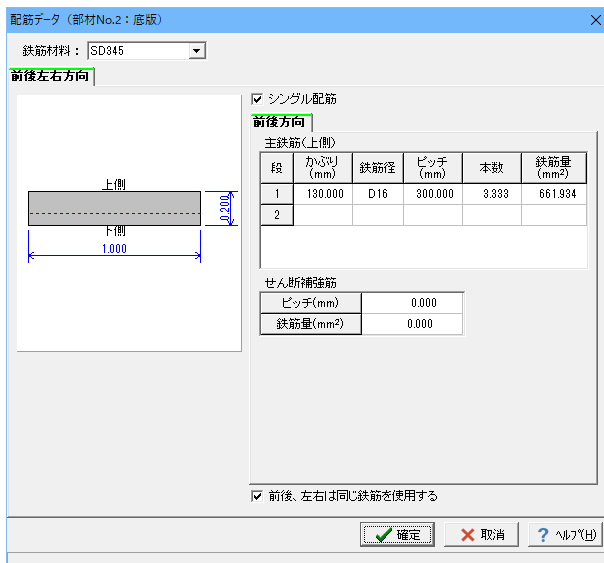 配筋データ（部材No.2：底版）
鉄筋材料： SD345
前後左右方向
上側
下側
0.200
1.000
シングル配筋
前後方向
主鉄筋(上側)
段 かぶり(mm) 鉄筋径 ピッチ(mm) 本数 鉄筋量(mm²)
1 130.000 D16 300.000 3.333 661.934
2
せん断補強筋
ピッチ(mm) 0.000
鉄筋量(mm²) 0.000
前後、左右は同じ鉄筋を使用する
確定 取消 ヘルプ(H)